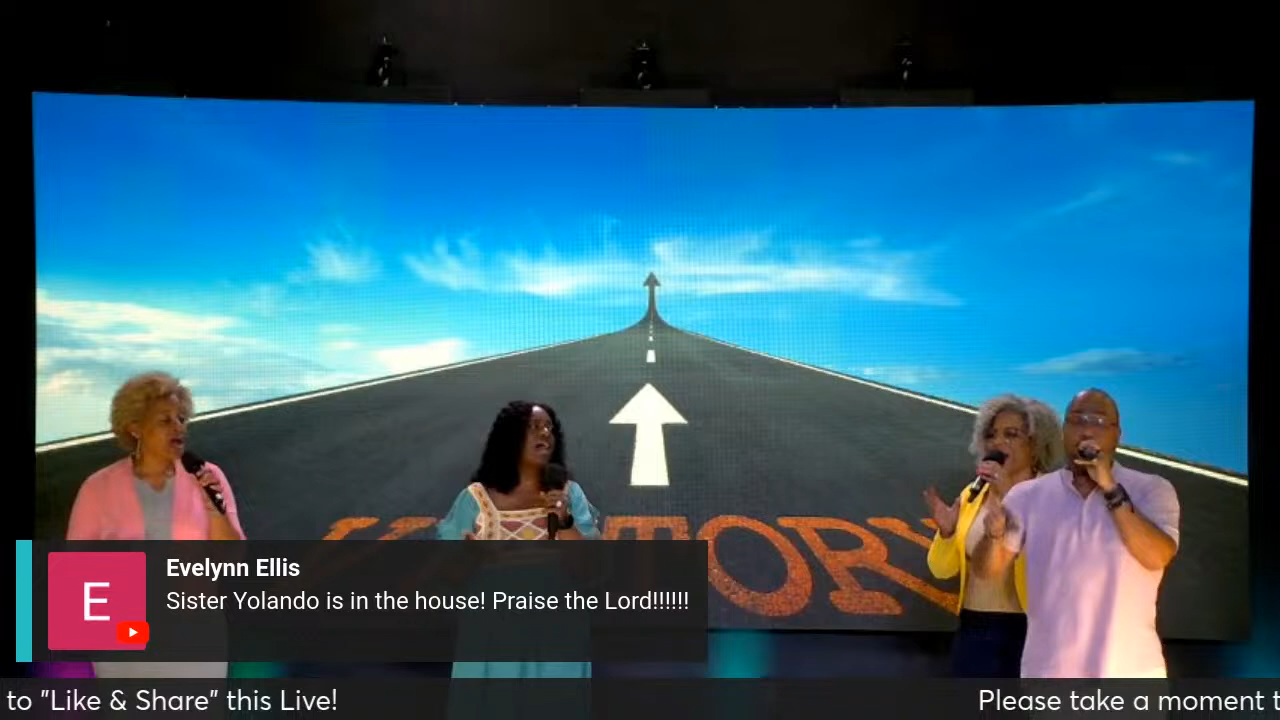 E
Evelynn Ellis
Sister Yolando is in the house! Praise the Lord!!!!!!
to "Like & Share" this Live!
Please take a moment t